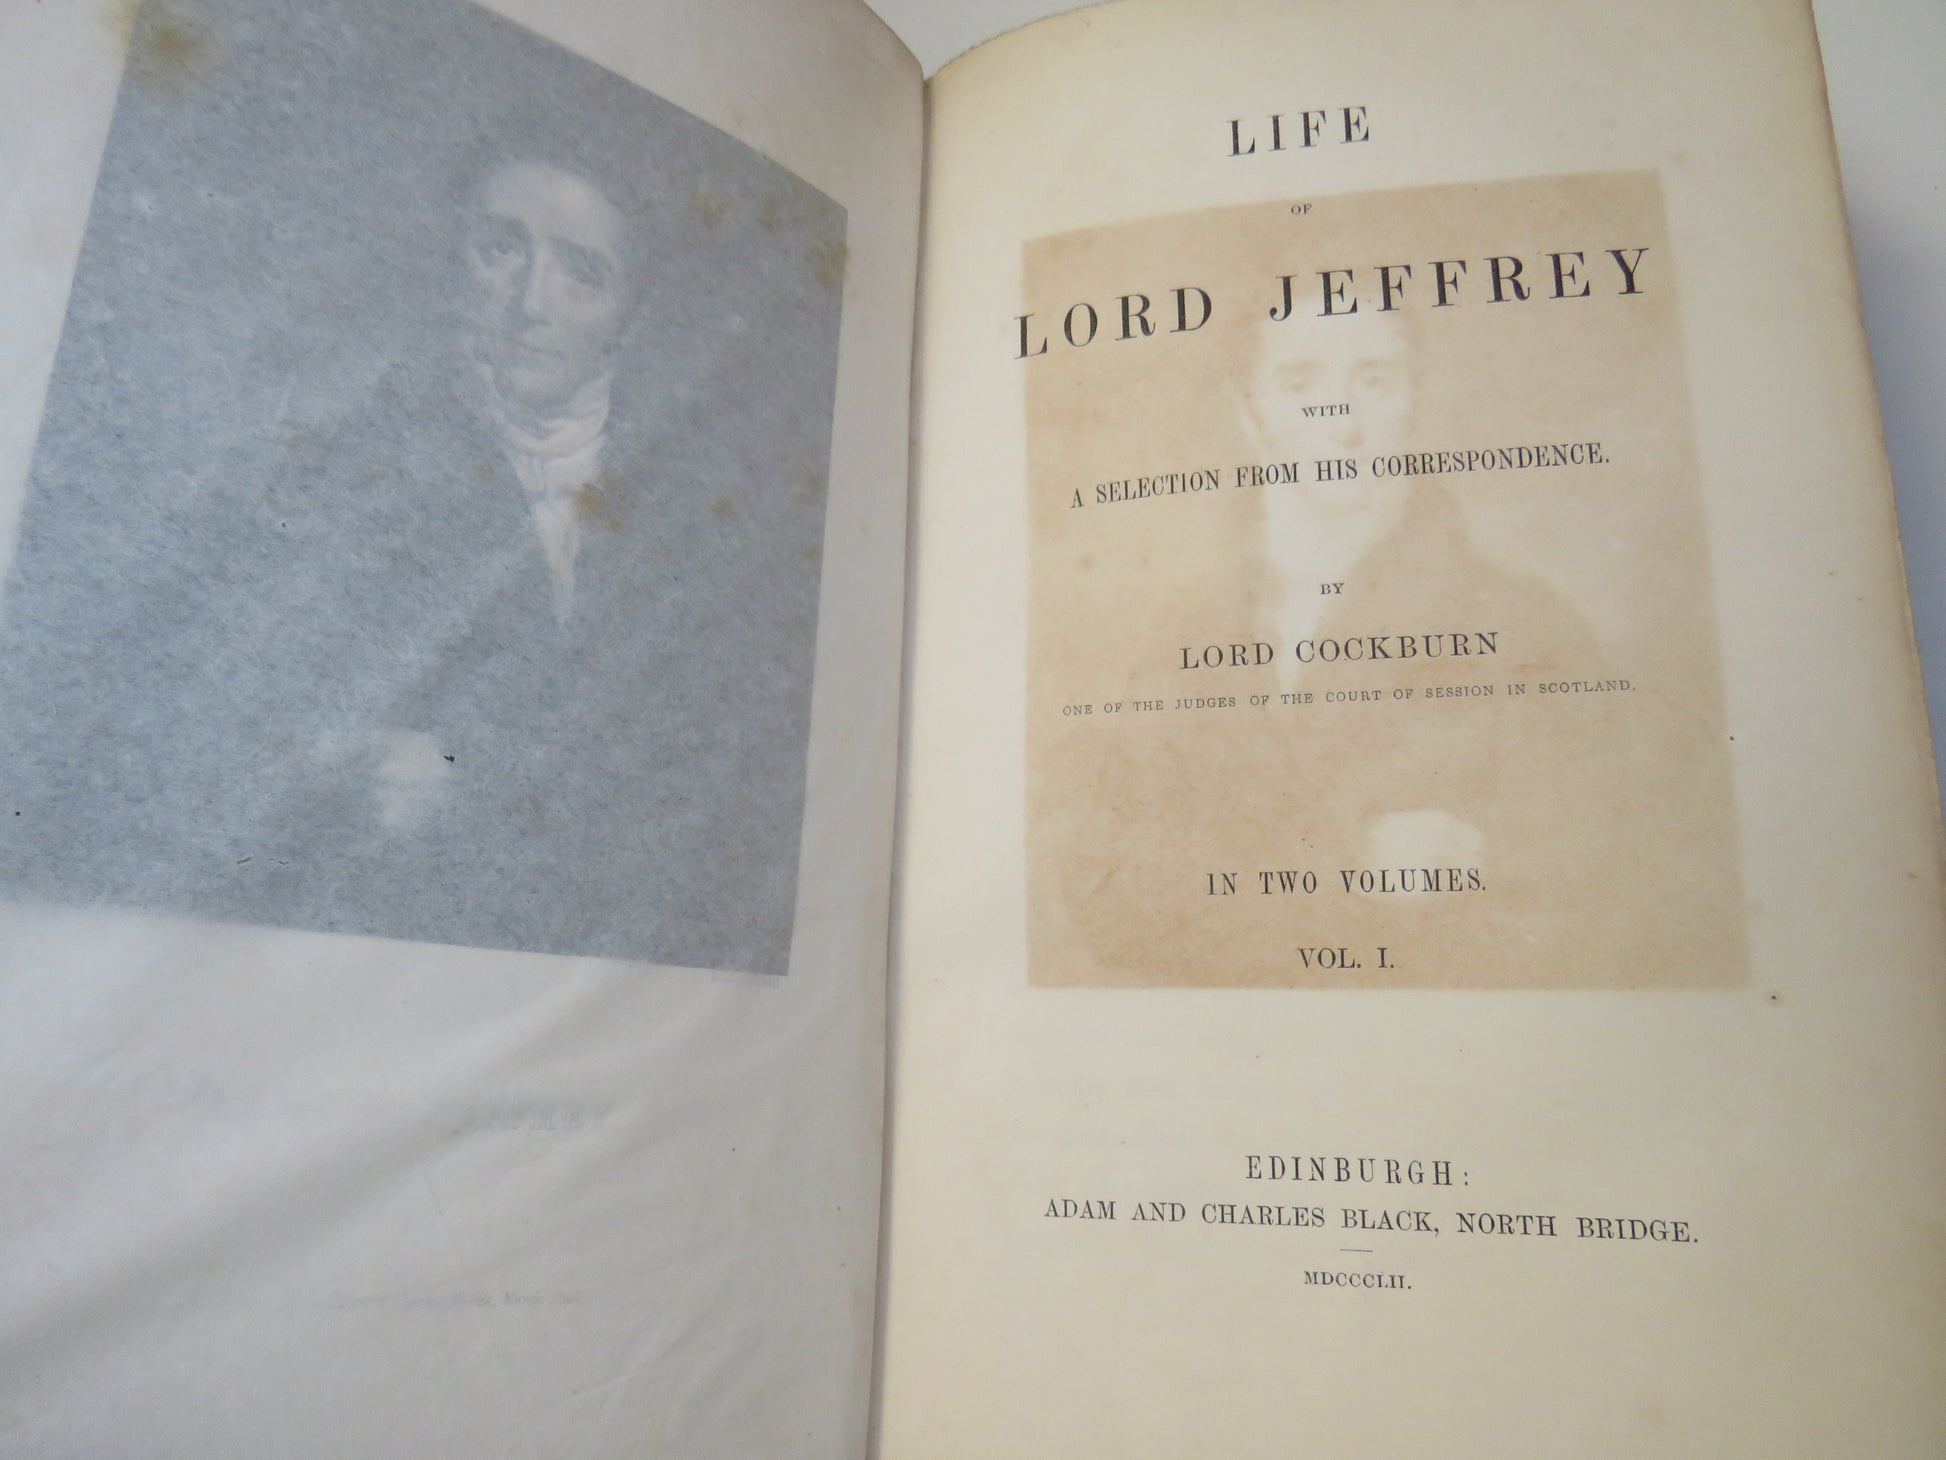 LIFE
OF
LORD JEFFREY
WITH
A SELECTION FROM HIS CORRESPONDENCE.
BY
LORD COCKBURN
ONE OF THE JUDGES OF THE COURT OF SESSION IN SCOTLAND.
IN TWO VOLUMES.
VOL. I.
EDINBURGH:
ADAM AND CHARLES BLACK, NORTH BRIDGE.
MDCCCLII.